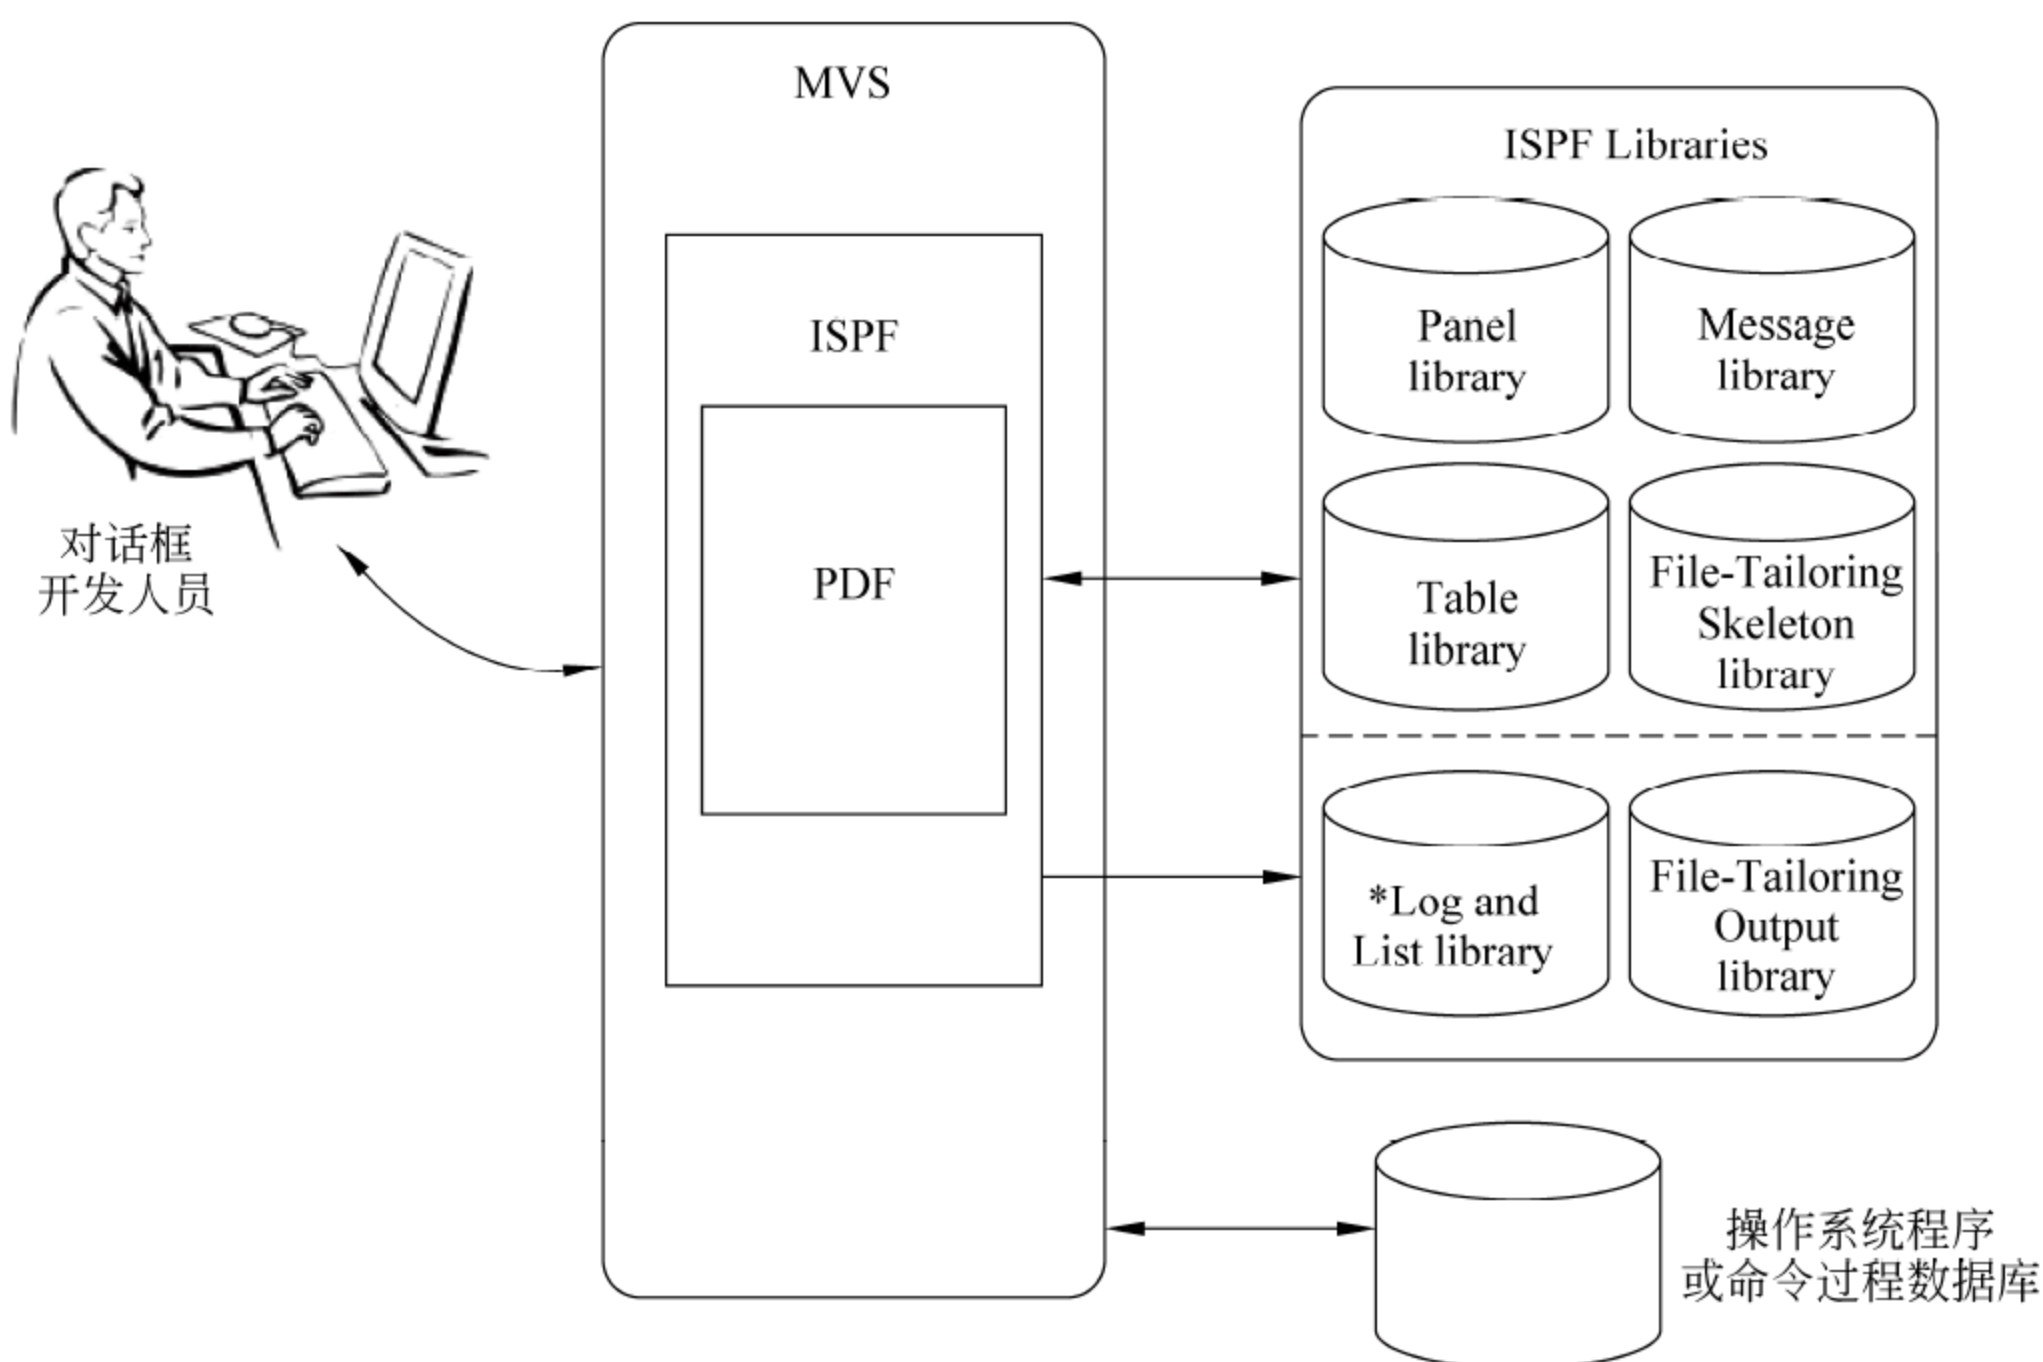 MVS
ISPF Libraries
ISPF
Panel
library
Message
library
对话框
开发人员
PDF
Table
library
File-Tailoring
Skeleton
library
*Log and
List library
File-Tailoring
Output
library
操作系统程序
或命令过程数据库